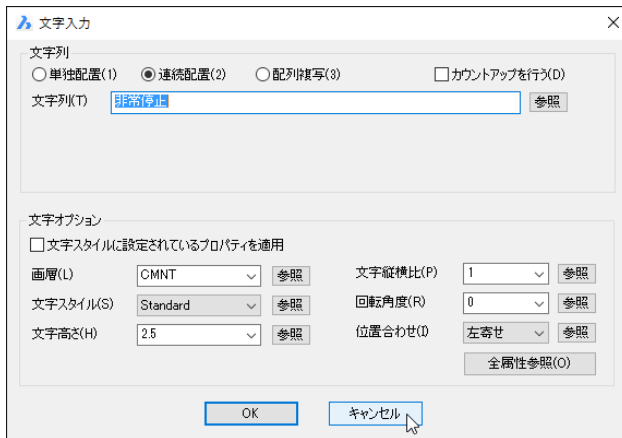 文字入力
文字列
単独配置(1) 連続配置(2) 配列複写(3) カウントアップを行う(D)
文字列(T) 非常停止 参照
文字オプション
文字スタイルに設定されているプロパティを適用
画層(L) CMNT 参照 文字縦横比(P) 1 参照
文字スタイル(S) Standard 参照 回転角度(R) 0 参照
文字高さ(H) 2.5 参照 位置合わせ(I) 左寄せ 参照
全属性参照(O)
OK キャンセル